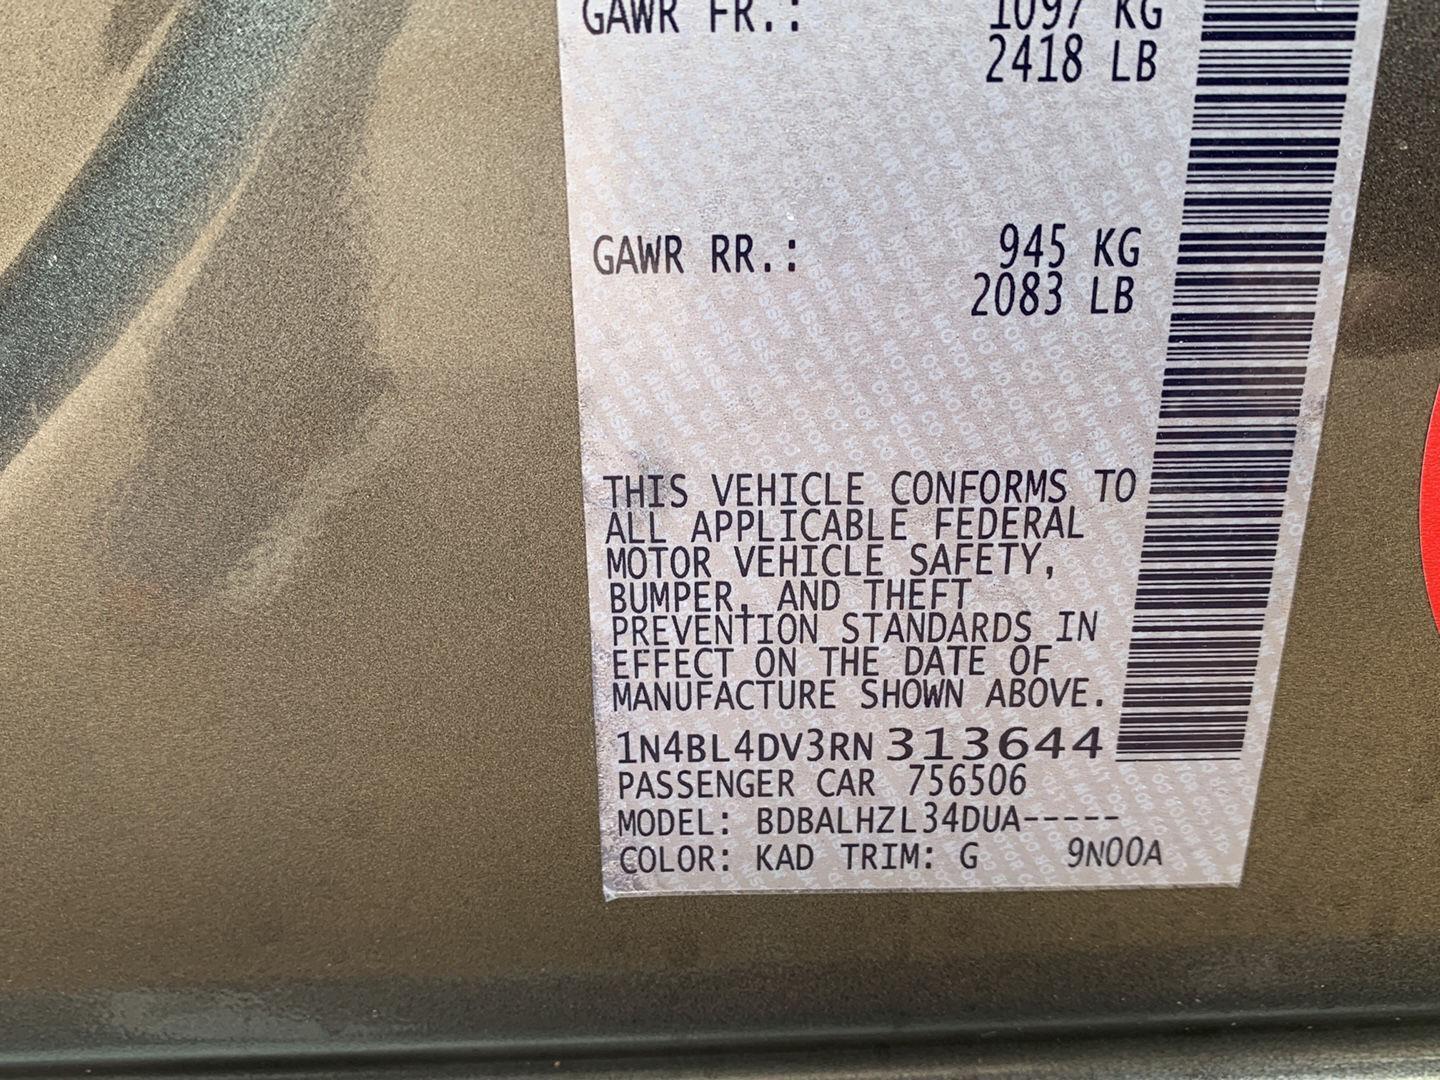 GAWR FR.: 1097 KG
2418 LB
GAWR RR.: 945 KG
2083 LB
THIS VEHICLE CONFORMS TO
ALL APPLICABLE FEDERAL
MOTOR VEHICLE SAFETY,
BUMPER, AND THEFT
PREVENTION STANDARDS IN
EFFECT ON THE DATE OF
MANUFACTURE SHOWN ABOVE.
1N4BL4DV3RN313644
PASSENGER CAR 756506
MODEL: BDBALHZL34DUA-----
COLOR: KAD TRIM: G 9N00A